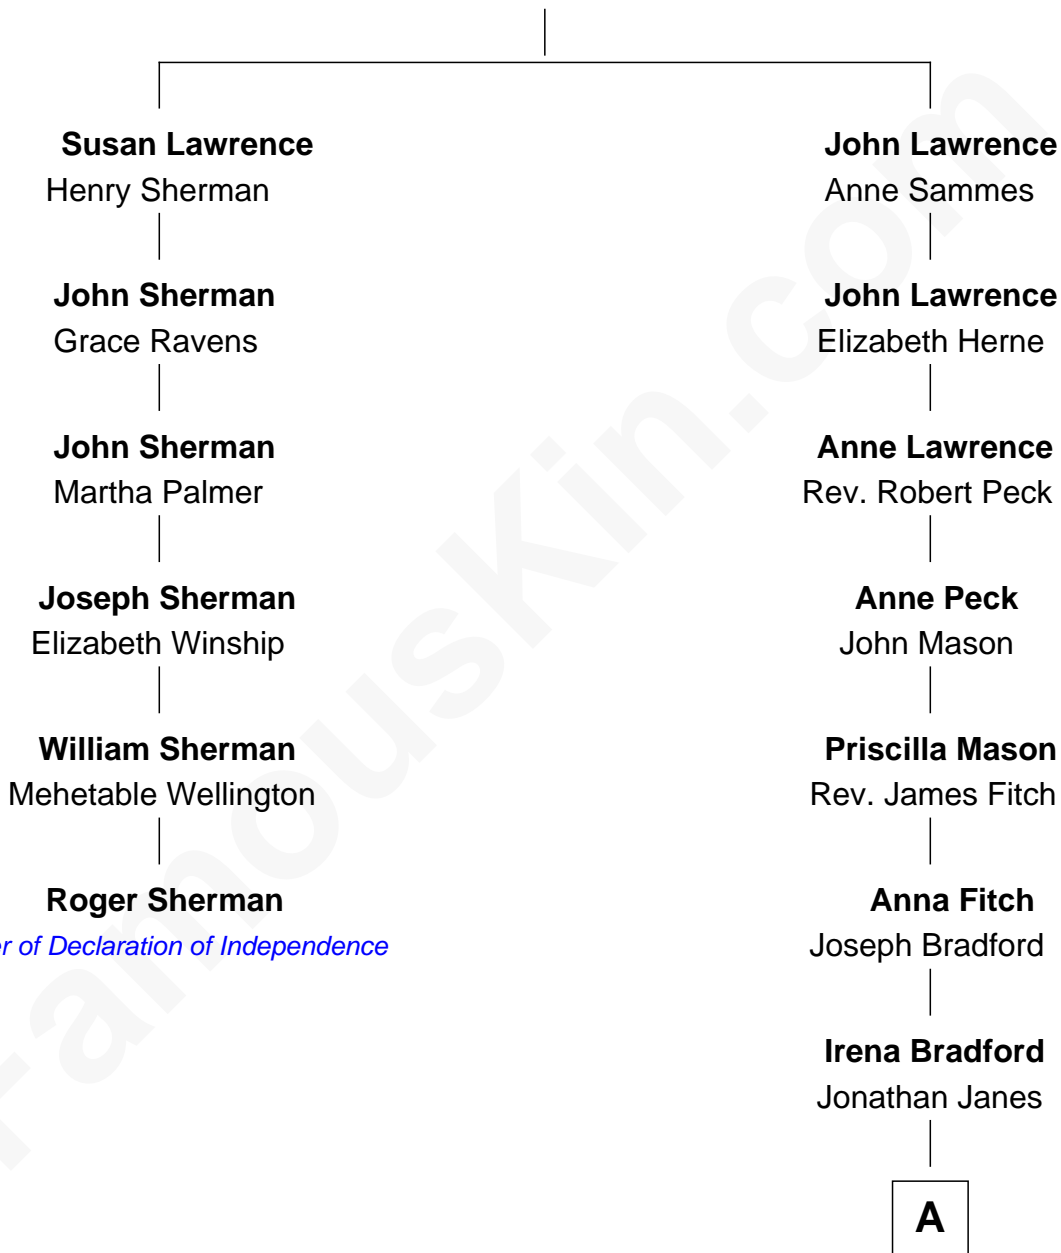 Susan Lawrence
Henry Sherman
John Sherman
Grace Ravens
John Sherman
Martha Palmer
Joseph Sherman
Elizabeth Winship
William Sherman
Mehetable Wellington
Roger Sherman
of Declaration of Independence
John Lawrence
Anne Sammes
John Lawrence
Elizabeth Herne
Anne Lawrence
Rev. Robert Peck
Anne Peck
John Mason
Priscilla Mason
Rev. James Fitch
Anna Fitch
Joseph Bradford
Irena Bradford
Jonathan Janes
A
FamousKin.com